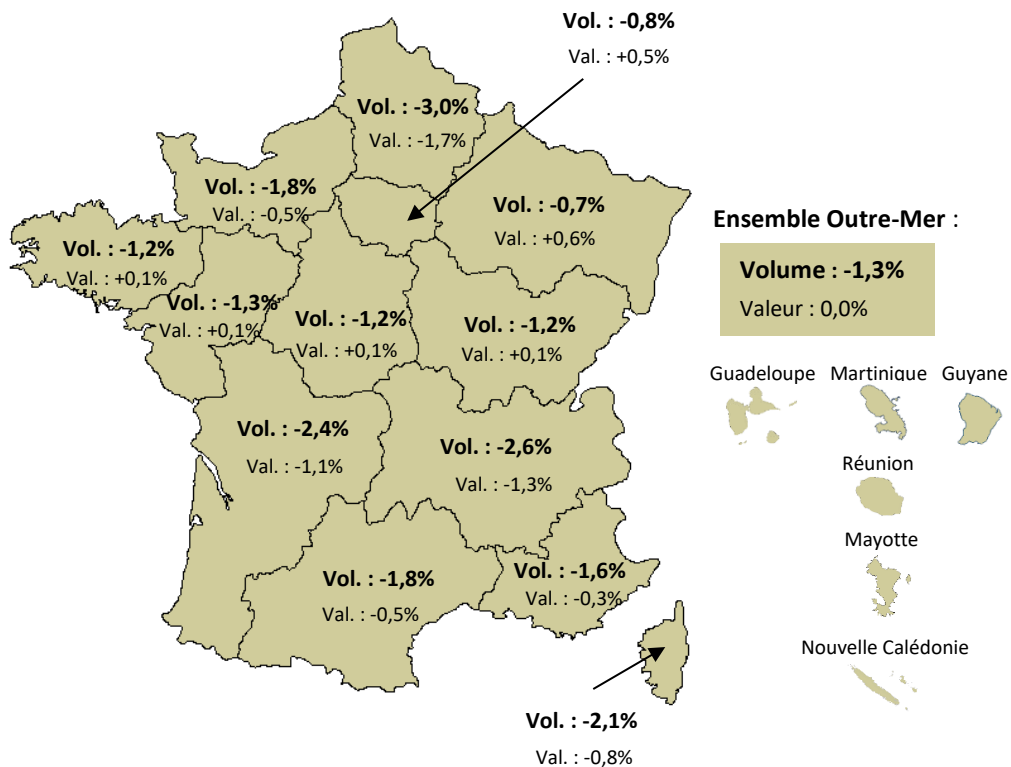 Vol. : -0,8%
Val. : +0,5%
Vol. : -3,0%
Val. : -1,7%
Vol. : -1,8%
Val. : -0,5%
Vol. : -0,7%
Val. : +0,6%
Vol. : -1,2%
Val. : +0,1%
Vol. : -1,3%
Val. : +0,1%
Vol. : -1,2%
Val. : +0,1%
Vol. : -1,2%
Val. : +0,1%
Vol. : -2,4%
Val. : -1,1%
Vol. : -2,6%
Val. : -1,3%
Vol. : -1,8%
Val. : -0,5%
Vol. : -1,6%
Val. : -0,3%
Vol. : -2,1%
Val. : -0,8%
Ensemble Outre-Mer :
Volume : -1,3%
Valeur : 0,0%
Guadeloupe Martinique Guyane
Réunion
Mayotte
Nouvelle Calédonie